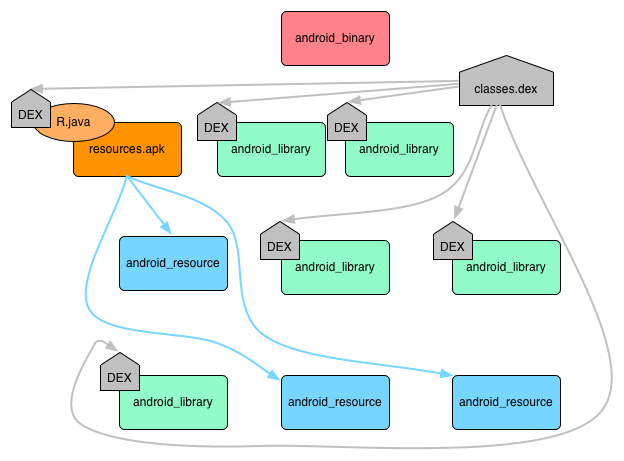 android_binary
classes.dex
DEX
R.java
resources.apk
DEX
android_library
DEX
android_library
android_resource
DEX
android_library
DEX
android_library
DEX
android_library
android_resource
android_resource